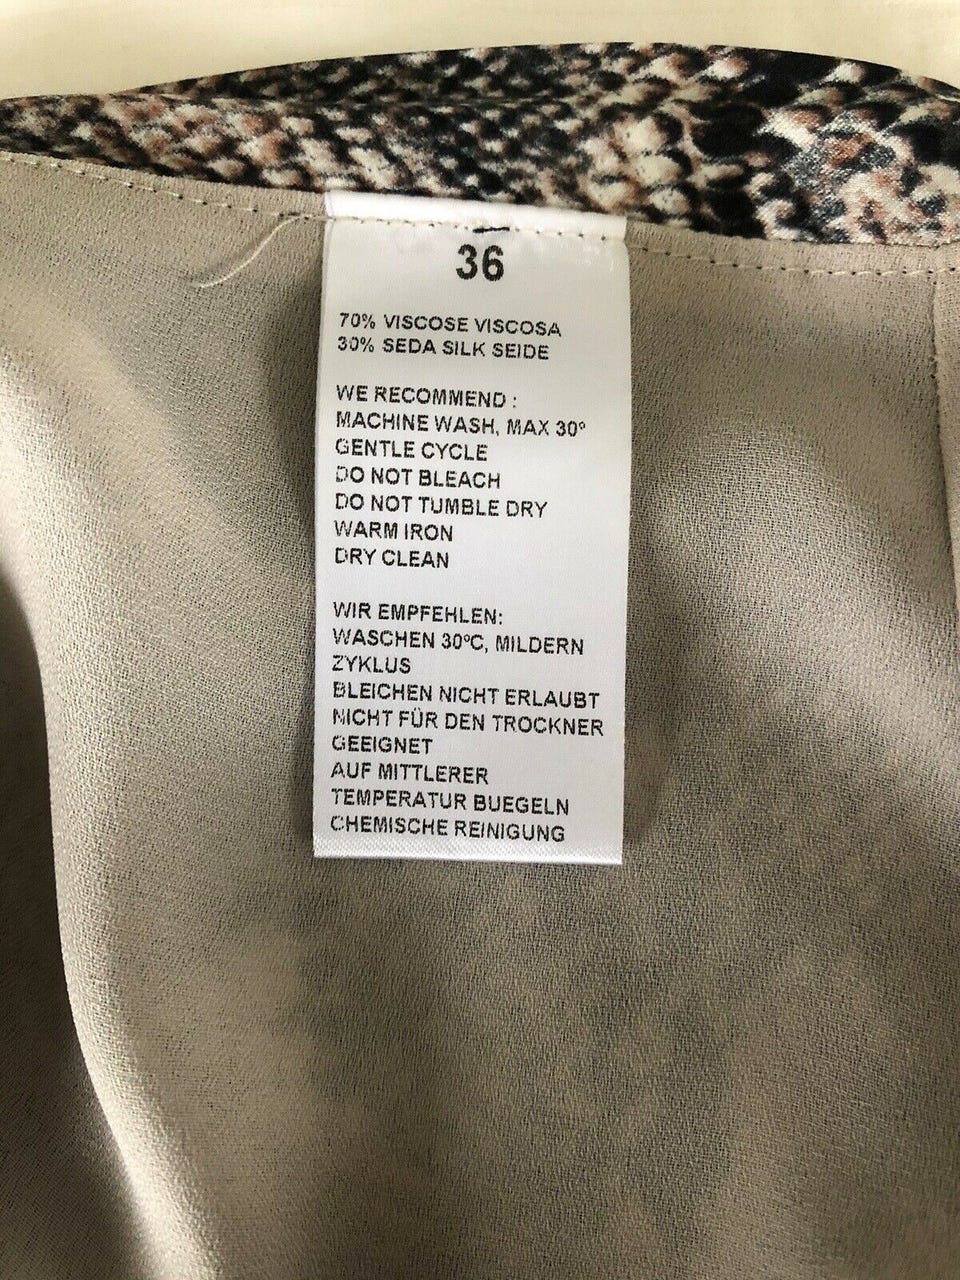 36
70% VISCOSE VISCOSA
30% SEDA SILK SEIDE
WE RECOMMEND :
MACHINE WASH, MAX 30°
GENTLE CYCLE
DO NOT BLEACH
DO NOT TUMBLE DRY
WARM IRON
DRY CLEAN
WIR EMPFEHLEN:
WASCHEN 30°C, MILDERN
ZYKLUS
BLEICHEN NICHT ERLAUBT
NICHT FÜR DEN TROCKNER
GEEIGNET
AUF MITTLERER
TEMPERATUR BUEGELN
CHEMISCHE REINIGUNG